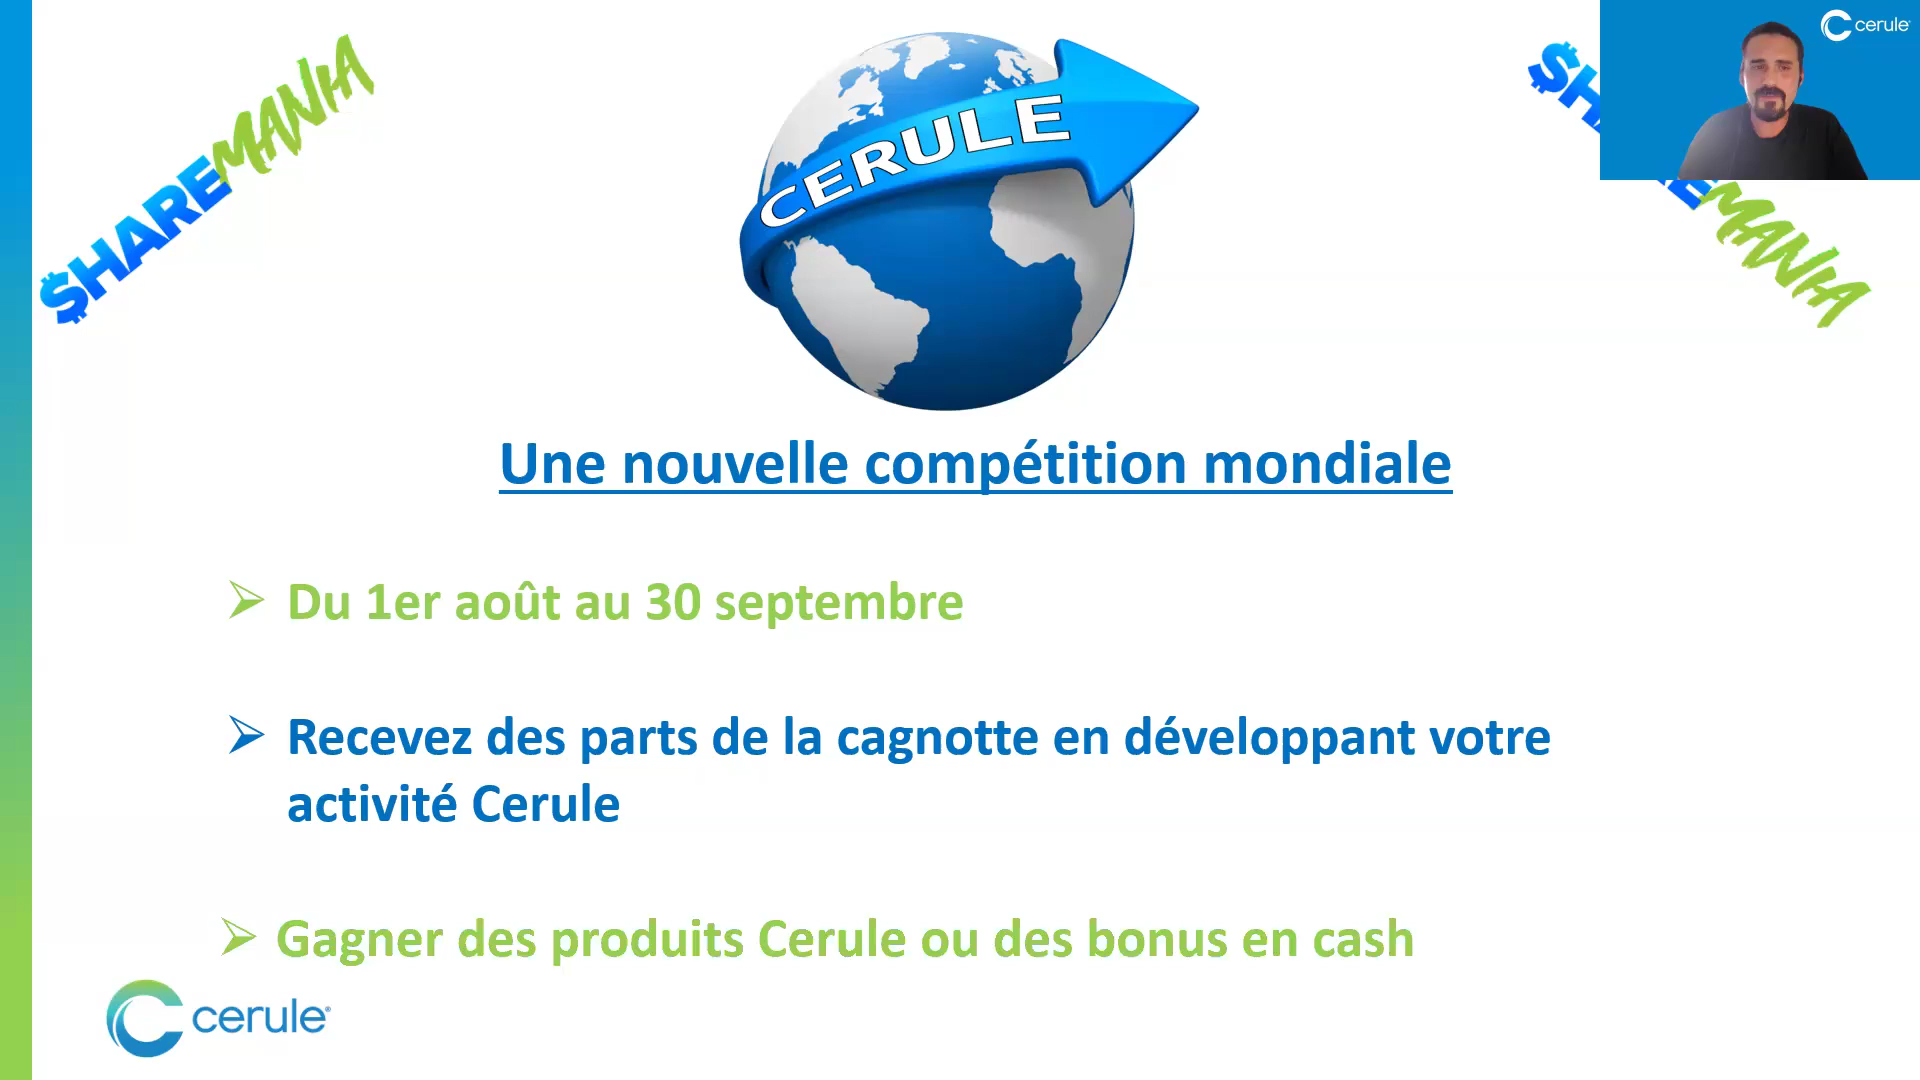 $HAREMANIA
CERULE
$H
cerule
EMANIA
Une nouvelle compétition mondiale
➢ Du 1er août au 30 septembre
➢ Recevez des parts de la cagnotte en développant votre
activité Cerule
➢ Gagner des produits Cerule ou des bonus en cash
cerule®